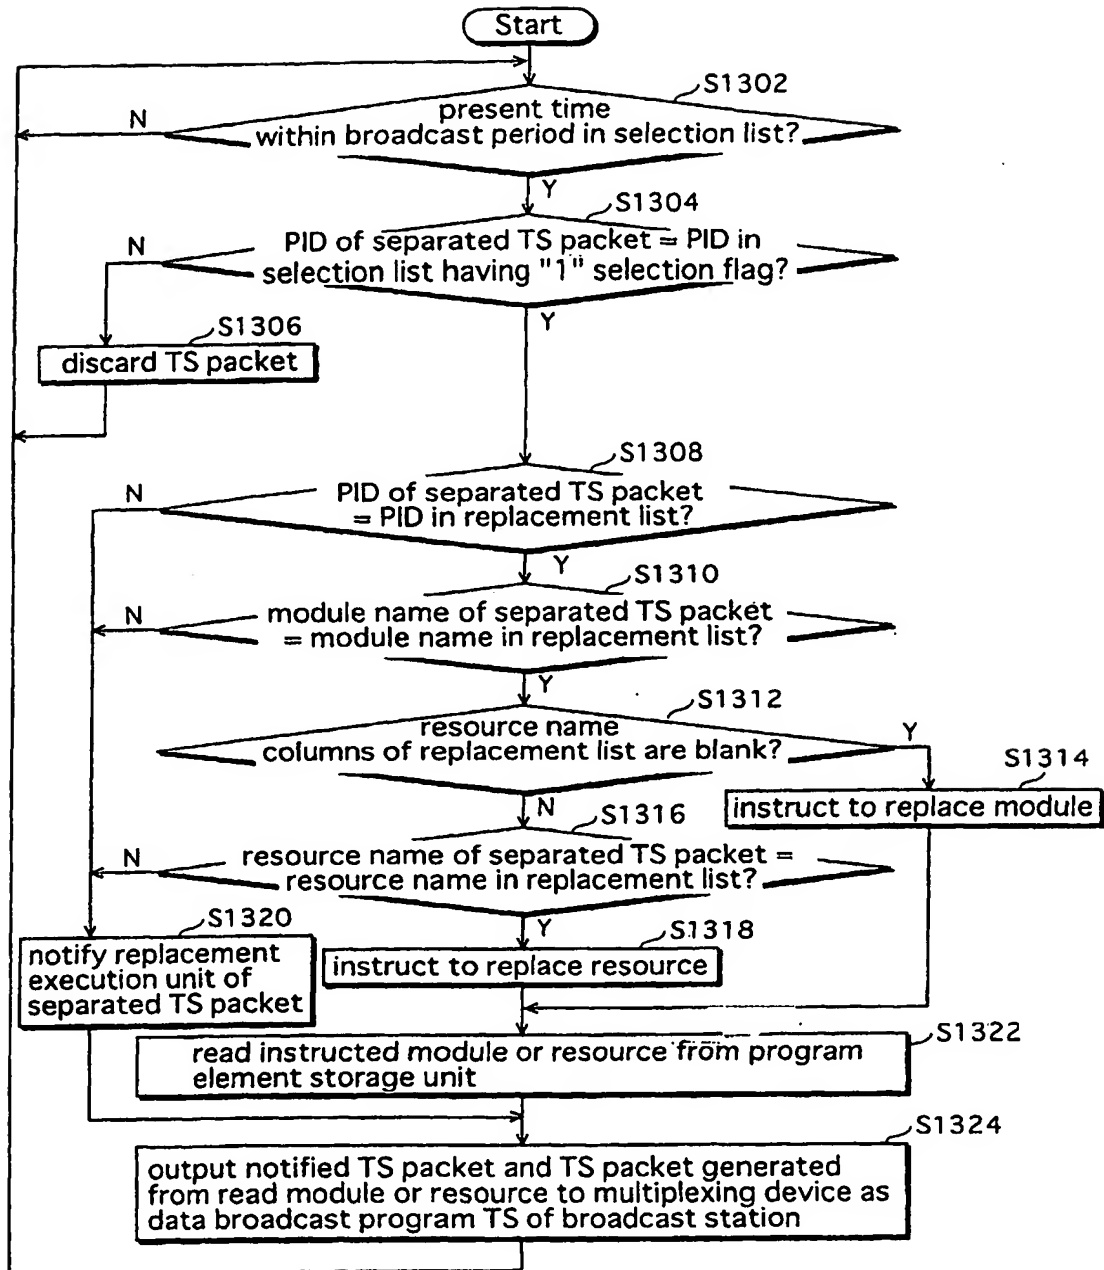 Start
S1302
present time
within broadcast period in selection list?
N
Y
S1304
PID of separated TS packet = PID in
selection list having "1" selection flag?
N
Y
S1306
discard TS packet
S1308
PID of separated TS packet
= PID in replacement list?
N
Y
S1310
module name of separated TS packet
= module name in replacement list?
N
Y
S1312
resource name
columns of replacement list are blank?
Y
N
S1314
instruct to replace module
S1316
resource name of separated TS packet =
resource name in replacement list?
N
Y
S1320
notify replacement
execution unit of
separated TS packet
S1318
instruct to replace resource
S1322
read instructed module or resource from program
element storage unit
S1324
output notified TS packet and TS packet generated
from read module or resource to multiplexing device as
data broadcast program TS of broadcast station